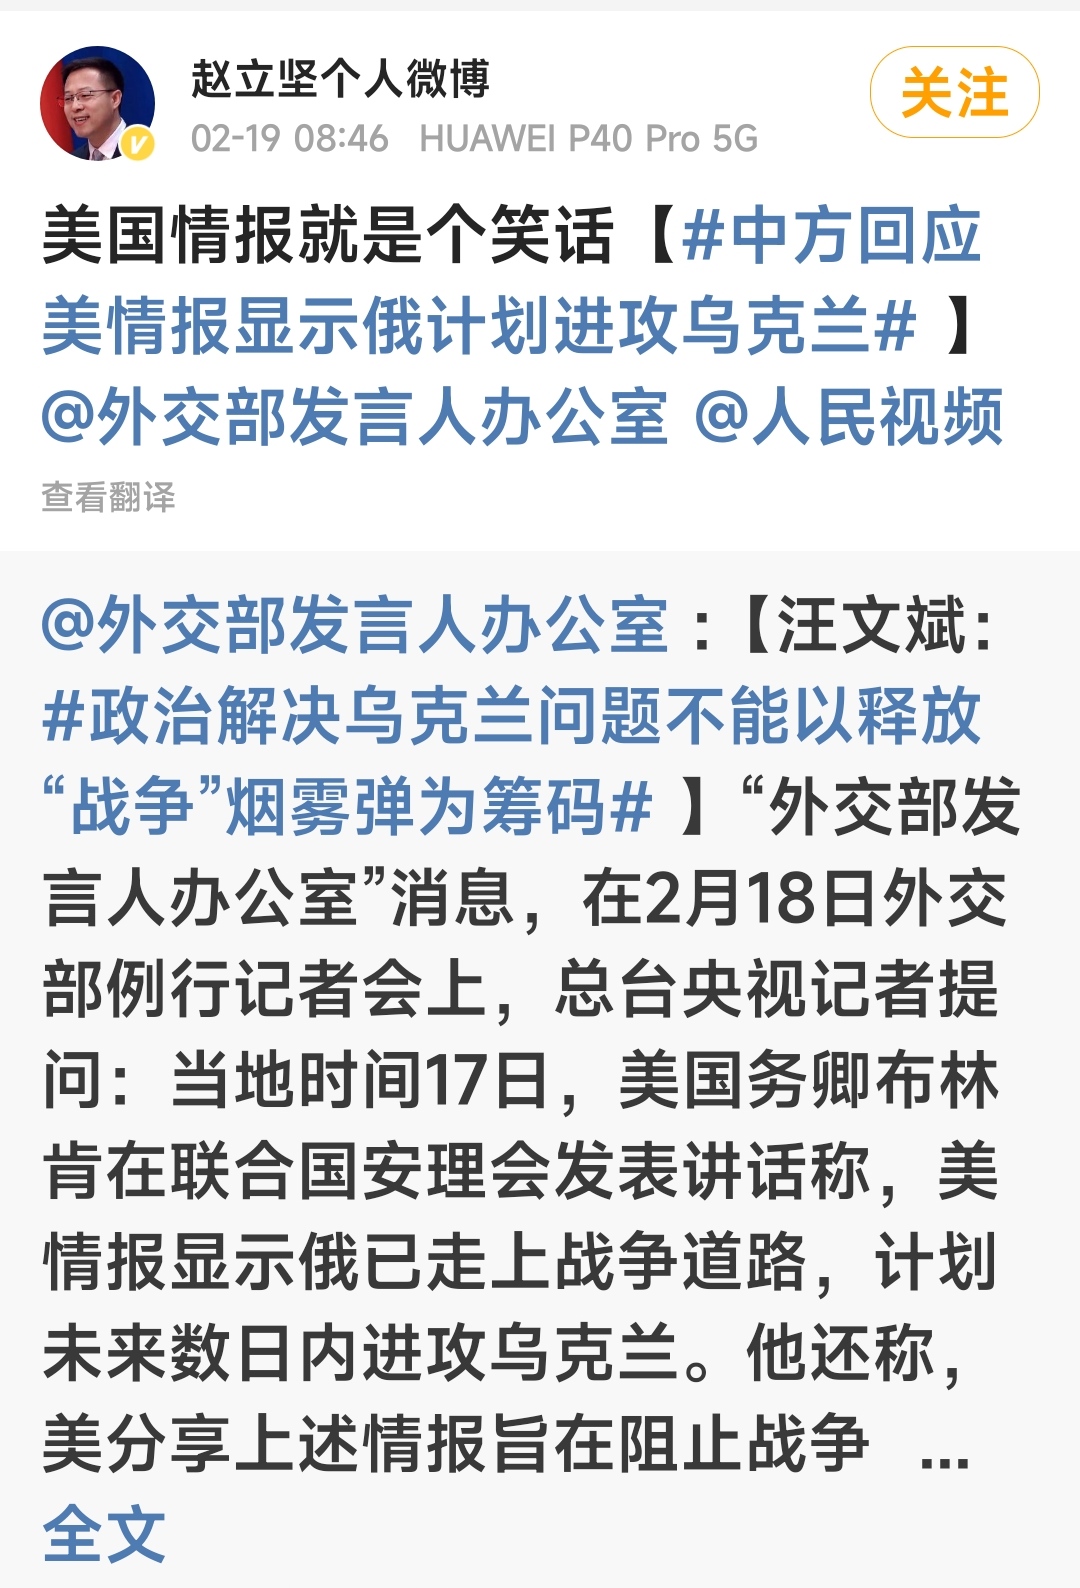 赵立坚个人微博
02-19 08:46 HUAWEI P40 Pro 5G
关注
美国情报就是个笑话【#中方回应
美情报显示俄计划进攻乌克兰# 】
@外交部发言人办公室 @人民视频
查看翻译
@外交部发言人办公室 :【汪文斌：
#政治解决乌克兰问题不能以释放
“战争”烟雾弹为筹码# 】“外交部发
言人办公室”消息，在2月18日外交
部例行记者会上，总台央视记者提
问：当地时间17日，美国务卿布林
肯在联合国安理会发表讲话称，美
情报显示俄已走上战争道路，计划
未来数日内进攻乌克兰。他还称，
美分享上述情报旨在阻止战争 ...
全文